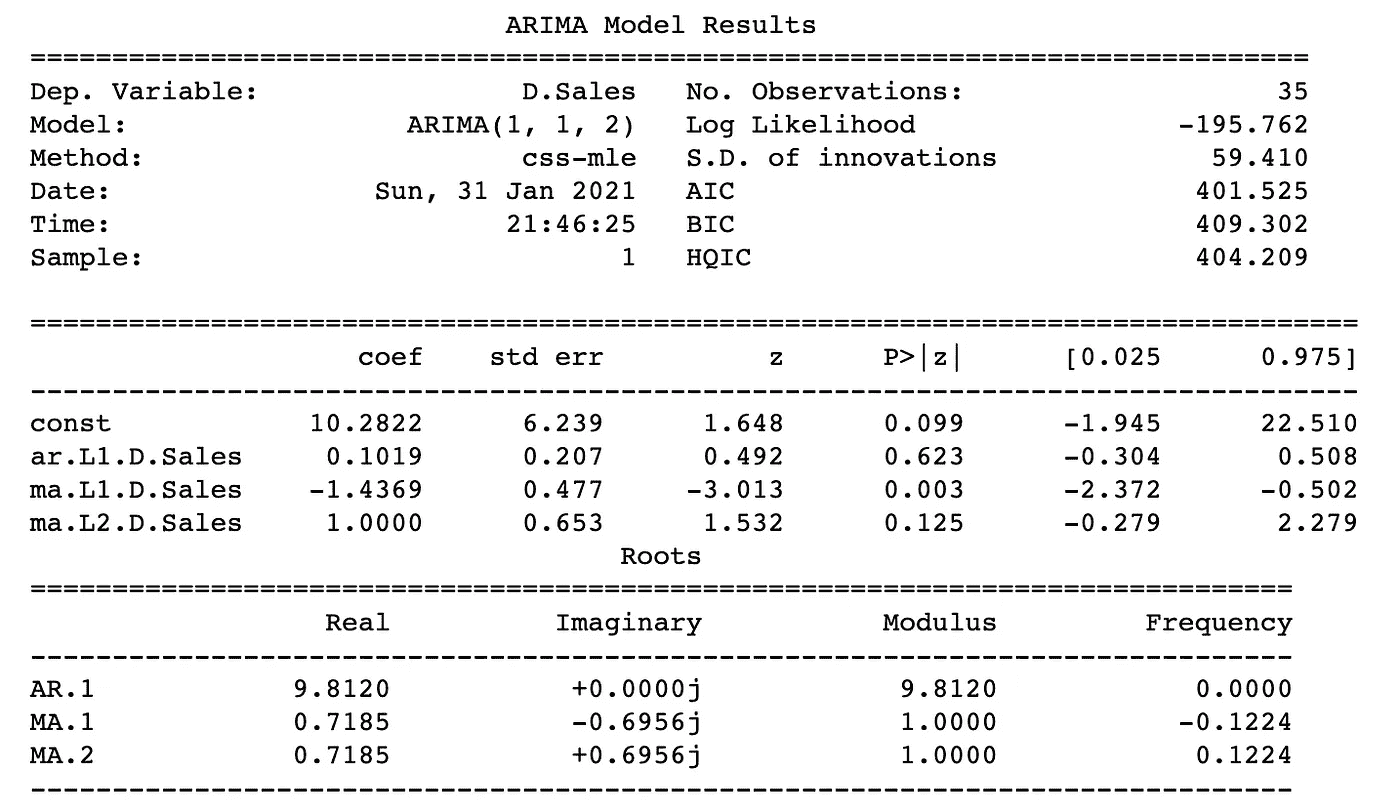 ARIMA Model Results
==============================================================================
Dep. Variable:                D.Sales   No. Observations:                   35
Model:                 ARIMA(1, 1, 2)   Log Likelihood                -195.762
Method:                       css-mle   S.D. of innovations             59.410
Date:                Sun, 31 Jan 2021   AIC                            401.525
Time:                        21:46:25   BIC                            409.302
Sample:                             1   HQIC                           404.209
=================================================================================
                    coef    std err          z      P>|z|      [0.025      0.975]
---------------------------------------------------------------------------------
const            10.2822      6.239      1.648      0.099      -1.945      22.510
ar.L1.D.Sales     0.1019      0.207      0.492      0.623      -0.304       0.508
ma.L1.D.Sales    -1.4369      0.477     -3.013      0.003      -2.372      -0.502
ma.L2.D.Sales     1.0000      0.653      1.532      0.125      -0.279       2.279
                                    Roots
=============================================================================
                  Real          Imaginary           Modulus         Frequency
-----------------------------------------------------------------------------
AR.1            9.8120           +0.0000j            9.8120            0.0000
MA.1            0.7185           -0.6956j            1.0000           -0.1224
MA.2            0.7185           +0.6956j            1.0000            0.1224
-----------------------------------------------------------------------------